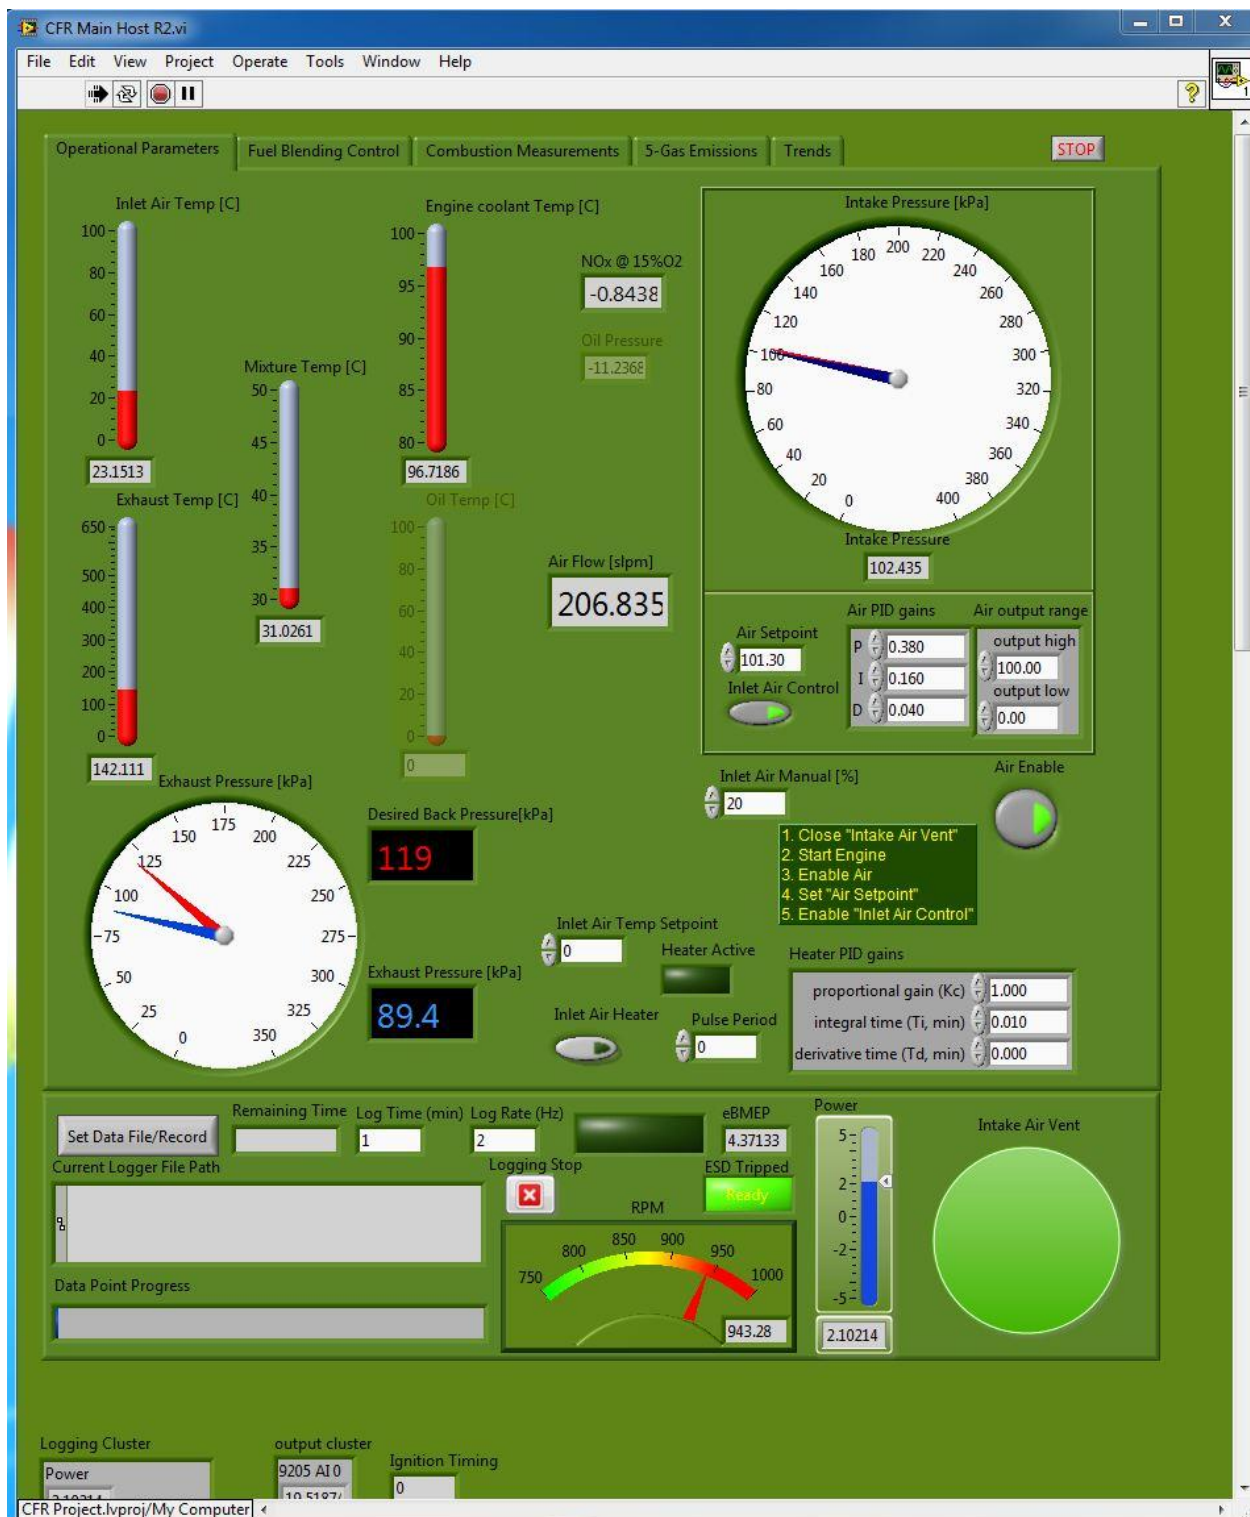 CFR Main Host R2.vi
File Edit View Project Operate Tools Window Help
1
Operational Parameters Fuel Blending Control Combustion Measurements 5-Gas Emissions Trends STOP
Inlet Air Temp [C]
100
80
60
40
20
0
23.1513
Mixture Temp [C]
50
45
40
35
30
31.0261
Exhaust Temp [C]
650
500
400
300
200
100
0
142.111
Engine coolant Temp [C]
100
95
90
85
80
96.7186
Oil Temp [C]
100
80
60
40
20
0
0
NOx @ 15%O2
-0.8438
Oil Pressure
-11.2368
Air Flow [slpm]
206.835
Intake Pressure [kPa]
0 20 40 60 80 100 120 140 160 180 200 220 240 260 280 300 320 340 360 380 400
Intake Pressure
102.435
Air Setpoint
101.30
Inlet Air Control
Air PID gains
P 0.380
I 0.160
D 0.040
Air output range
output high
100.00
output low
0.00
Inlet Air Manual [%]
20
Air Enable
1. Close "Intake Air Vent"
2. Start Engine
3. Enable Air
4. Set "Air Setpoint"
5. Enable "Inlet Air Control"
Exhaust Pressure [kPa]
0 25 50 75 100 125 150 175 200 225 250 275 300 325 350
Desired Back Pressure[kPa]
119
Exhaust Pressure [kPa]
89.4
Inlet Air Temp Setpoint
0
Heater Active
Inlet Air Heater
Pulse Period
0
Heater PID gains
proportional gain (Kc) 1.000
integral time (Ti, min) 0.010
derivative time (Td, min) 0.000
Set Data File/Record
Remaining Time
Log Time (min)
1
Log Rate (Hz)
2
eBMEP
4.37133
Current Logger File Path
Logging Stop
ESD Tripped
Ready
Data Point Progress
RPM
750 800 850 900 950 1000
943.28
Power
5
2
0
-2
-5
2.10214
Intake Air Vent
Logging Cluster
Power
2.10214
output cluster
9205 AI 0
Ignition Timing
0
CFR Project.lvproj/My Computer